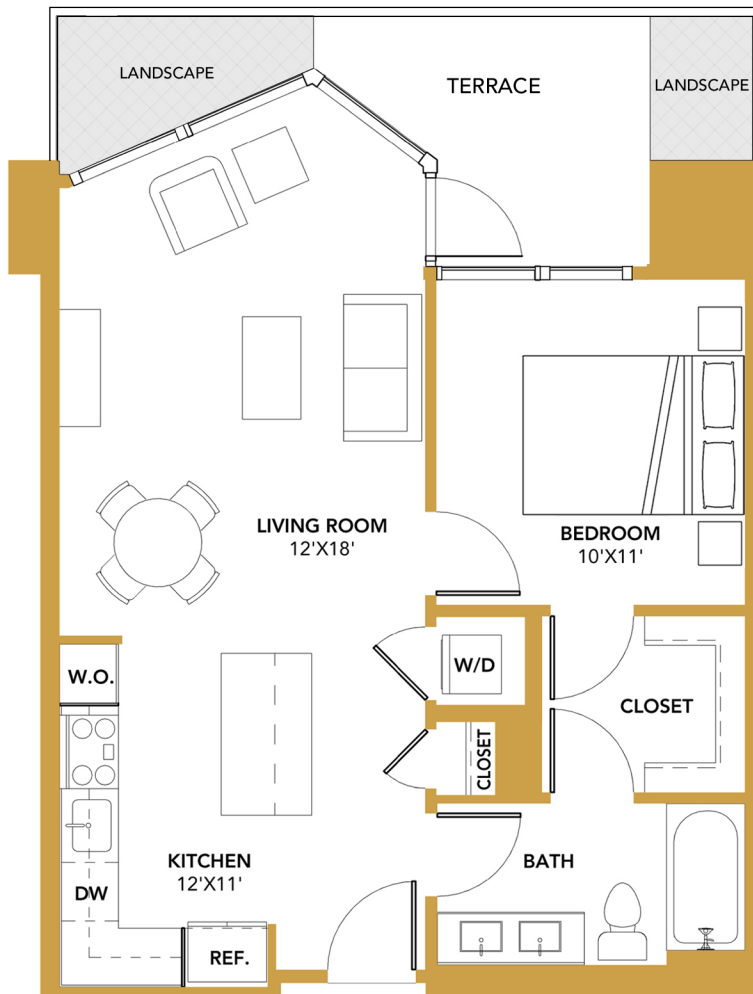 LANDSCAPE
TERRACE
LANDSCAPE
LIVING ROOM
12'X18'
BEDROOM
10'X11'
W.O.
W/D
CLOSET
CLOSET
KITCHEN
12'X11'
BATH
DW
REF.